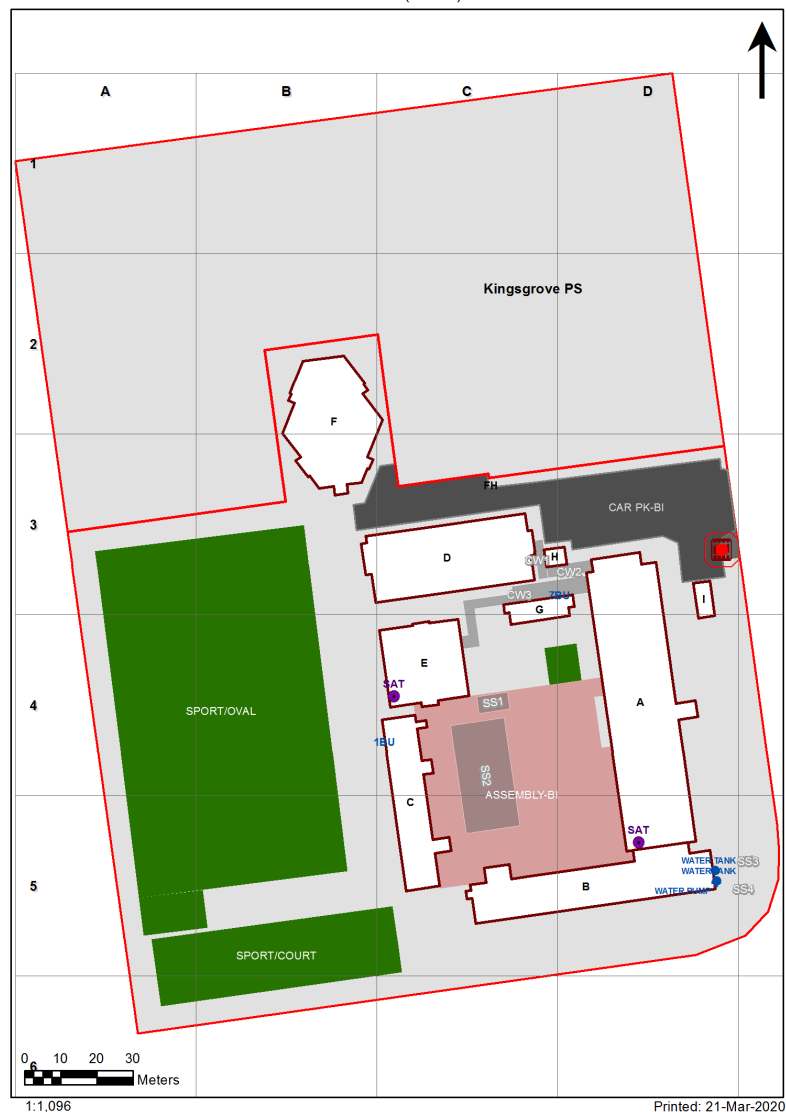 A B C D
1
Kingsgrove PS
2
F
FH
3
CAR PK-BI
D
H
CW1
CW2
CW3
7BU
I
G
E
SAT
A
4
SS1
SPORT/OVAL
1BU
SS2
ASSEMBLY-BI
C
SAT
WATER TANK SS3
WATER TANK
5
B
WATER PUMP SS4
SPORT/COURT
0 10 20 30
6
Meters
1:1,096
Printed: 21-Mar-2020